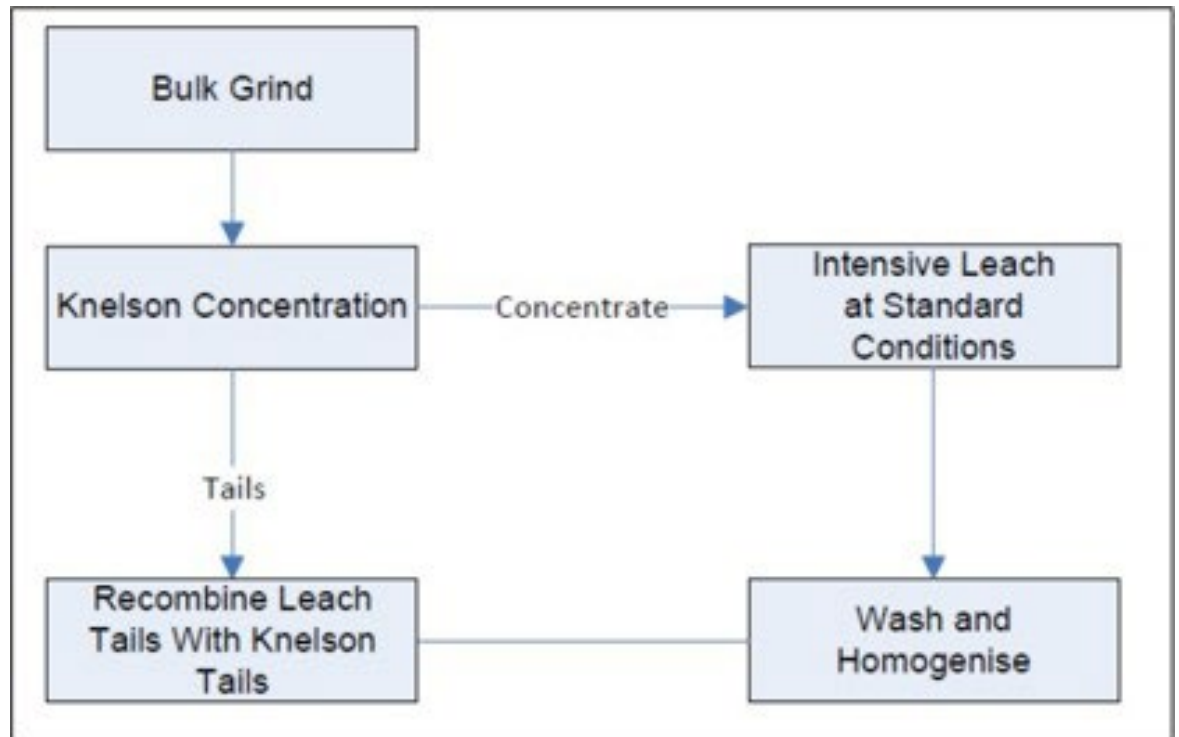 Bulk Grind
Knelson Concentration
Concentrate
Intensive Leach
at Standard
Conditions
Tails
Recombine Leach
Tails With Knelson
Tails
Wash and
Homogenise